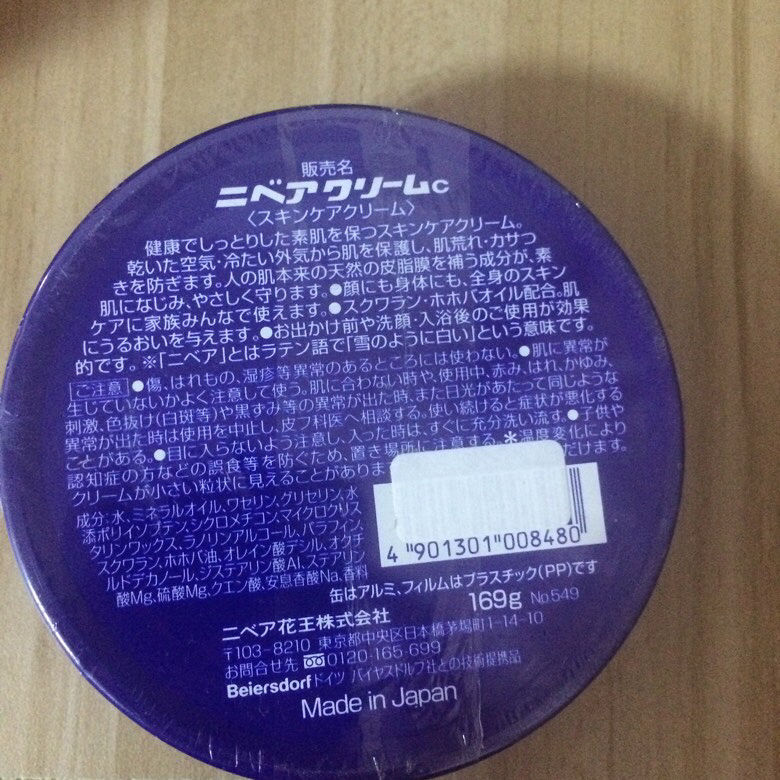 販売名
ニベアクリームC
〈スキンケアクリーム〉
健康でしっとりした素肌を保つスキンケアクリーム。
乾いた空気・冷たい外気から肌を保護し、肌荒れ・カサつ
きを防ぎます。人の肌本来の天然の皮脂膜を補う成分が、素
肌になじみ、やさしく守ります。●顔にも身体にも、全身のスキン
ケアに家族みんなで使えます。●スクワラン・ホホバオイル配合。肌
にうるおいを与えます。●お出かけ前や洗顔・入浴後のご使用が効果
的です。※「ニベア」とはラテン語で「雪のように白い」という意味です。
ご注意 ●傷、はれもの、湿疹等異常のあるところには使わない。●肌に異常が
生じていないかよく注意して使う。肌に合わない時や、使用中、赤み、はれ、かゆみ、
刺激、色抜け(白斑等)や黒ずみ等の異常が出た時、また日光があたって同じような
異常が出た時は使用を中止し、皮フ科医へ相談する。使い続けると症状が悪化する
ことがある。●目に入らないよう注意し、入った時は、すぐに充分洗い流す。●子供や
認知症の方などの誤食等を防ぐため、置き場所に注意する。*温度変化により
クリームが小さい粒状に見えることがありま だけます。
成分:水、ミネラルオイル、ワセリン、グリセリン、水
添ポリイソブテン、シクロメチコン、マイクロクリス
タリンワックス、ラノリンアルコール、パラフィン、
スクワラン、ホホバ油、オレイン酸デシル、オクチ
ルドデカノール、ジステアリン酸Al、ステアリン
酸Mg、硫酸Mg、クエン酸、安息香酸Na、香料
4 "901301"008480
缶はアルミ、フィルムはプラスチック(PP)です
169g No.549
ニベア花王株式会社
〒103-8210 東京都中央区日本橋茅場町1-14-10
お問合せ先 0120-165-699
Beiersdorf ドイツ バイヤスドルフ社との技術提携品
Made in Japan